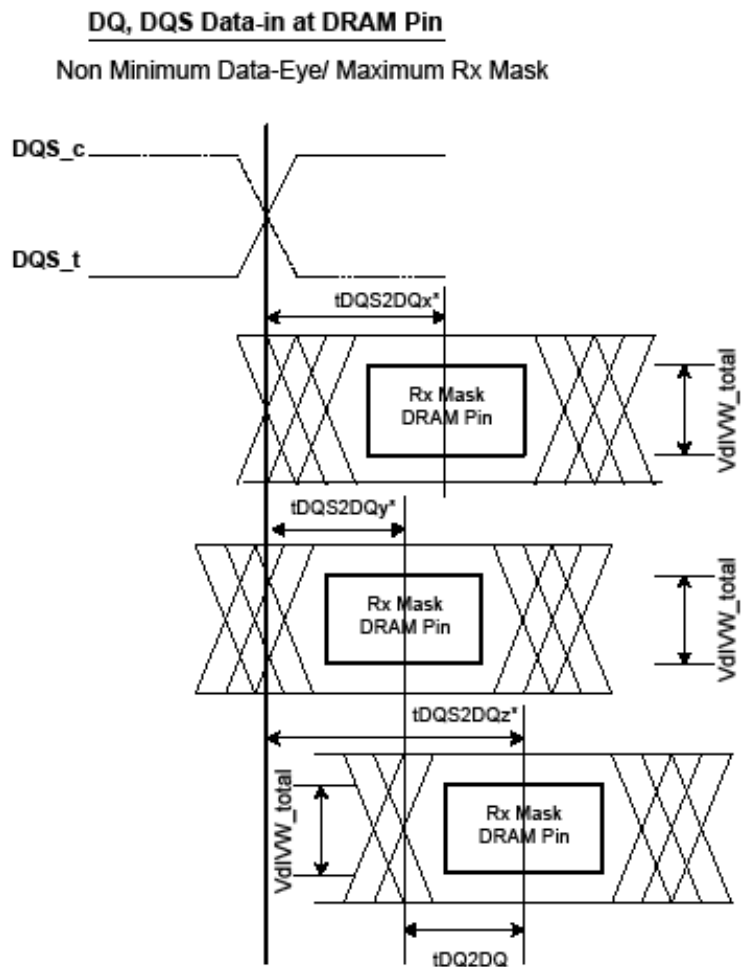 DQ, DQS Data-in at DRAM Pin
Non Minimum Data-Eye/ Maximum Rx Mask
DQS_c
DQS_t
tDQS2DQx*
Rx Mask
DRAM Pin
VdIVW_total
tDQS2DQy*
Rx Mask
DRAM Pin
VdIVW_total
tDQS2DQz*
Rx Mask
DRAM Pin
VdIVW_total
tDQ2DQ